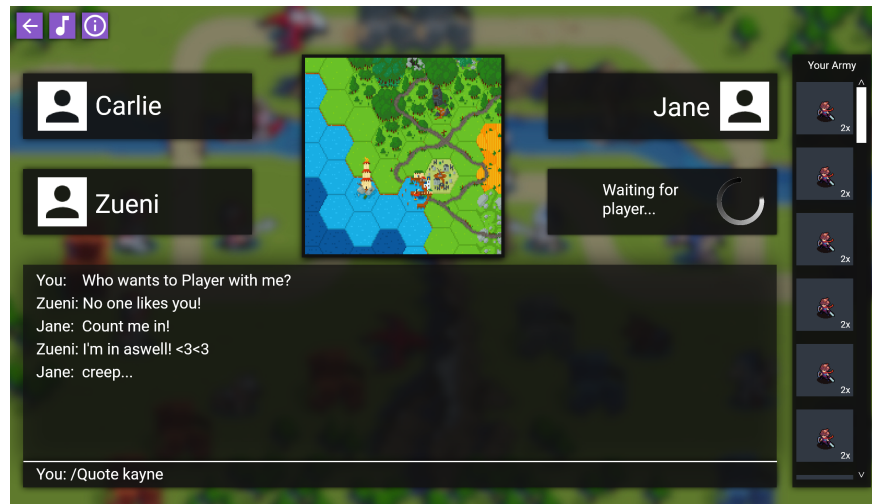 Carlie
Zueni
Jane
Waiting for
player...
You: Who wants to Player with me?
Zueni: No one likes you!
Jane: Count me in!
Zueni: I'm in aswell! <3<3
Jane: creep...
You: /Quote kayne
Your Army
2x
2x
2x
2x
2x
2x